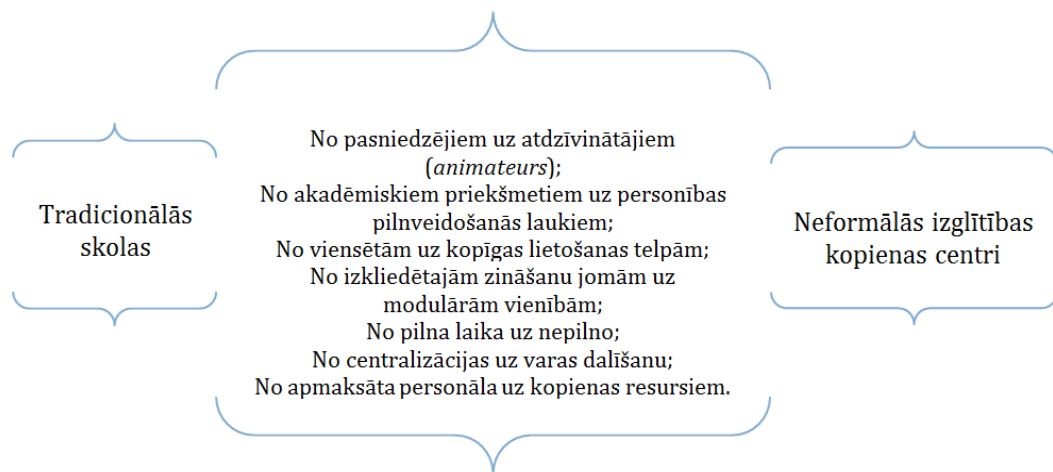 Tradicionālās
skolas
No pasniedzējiem uz atdzīvinātājiem
(animateurs);
No akadēmiskiem priekšmetiem uz personības
pilnveidošanās laukiem;
No viensētām uz kopīgas lietošanas telpām;
No izkliedētajām zināšanu jomām uz
modulārām vienībām;
No pilna laika uz nepilno;
No centralizācijas uz varas dalīšanu;
No apmaksāta personāla uz kopienas resursiem.
Neformālās izglītības
kopienas centri